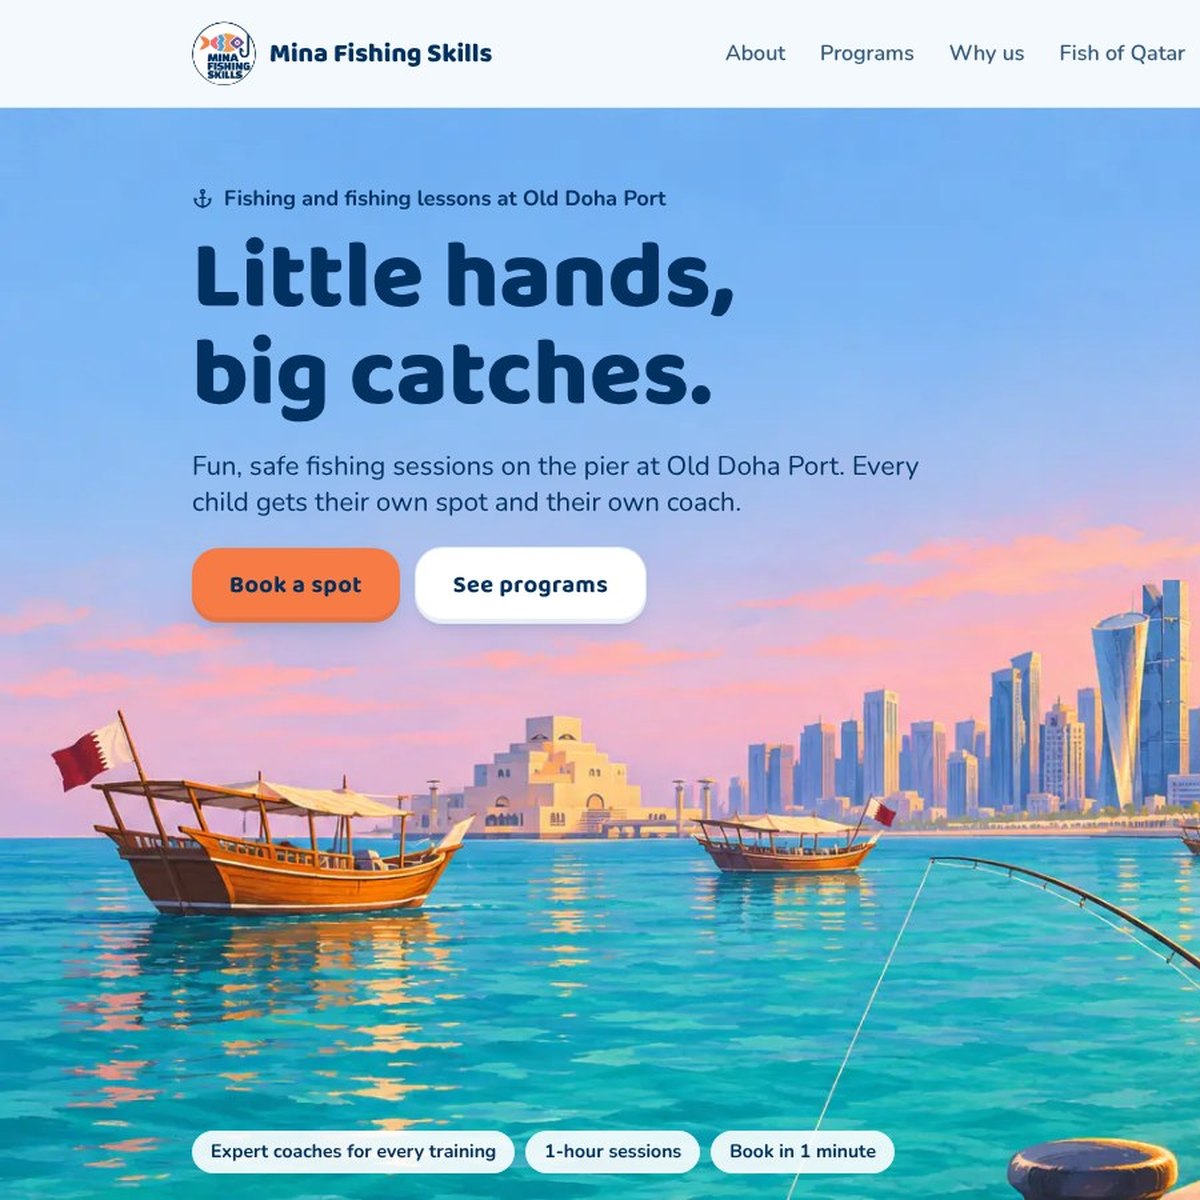 MINA
FISHING
SKILLS
Mina Fishing Skills
About
Programs
Why us
Fish of Qatar
Fishing and fishing lessons at Old Doha Port
Little hands,
big catches.
Fun, safe fishing sessions on the pier at Old Doha Port. Every
child gets their own spot and their own coach.
Book a spot
See programs
Expert coaches for every training
1-hour sessions
Book in 1 minute